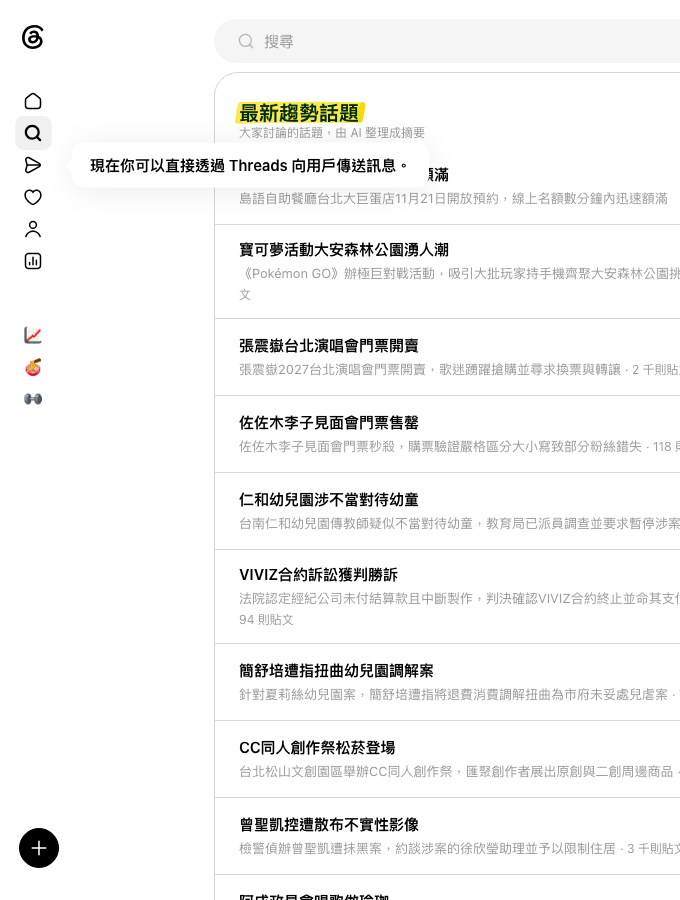 搜尋
最新趨勢話題
大家討論的話題，由 AI 整理成摘要
現在你可以直接透過 Threads 向用戶傳送訊息。
額滿
島語自助餐廳台北大巨蛋店11月21日開放預約，線上名額數分鐘內迅速額滿
寶可夢活動大安森林公園湧人潮
《Pokémon GO》辦極巨對戰活動，吸引大批玩家持手機齊聚大安森林公園挑
文
張震嶽台北演唱會門票開賣
張震嶽2027台北演唱會門票開賣，歌迷踴躍搶購並尋求換票與轉讓 · 2 千則貼文
佐佐木李子見面會門票售罄
佐佐木李子見面會門票秒殺，購票驗證嚴格區分大小寫致部分粉絲錯失 · 118 則
仁和幼兒園涉不當對待幼童
台南仁和幼兒園傳教師疑似不當對待幼童，教育局已派員調查並要求暫停涉案
VIVIZ合約訴訟獲判勝訴
法院認定經紀公司未付結算款且中斷製作，判決確認VIVIZ合約終止並命其支付
94 則貼文
簡舒培遭指扭曲幼兒園調解案
針對夏莉絲幼兒園案，簡舒培遭指將退費消費調解扭曲為市府未妥處兒虐案 ·
CC同人創作祭松菸登場
台北松山文創園區舉辦CC同人創作祭，匯聚創作者展出原創與二創周邊商品 ·
曾聖凱控遭散布不實性影像
檢警偵辦曾聖凱遭抹黑案，約談涉案的徐欣瑩助理並予以限制住居 · 3 千則貼文